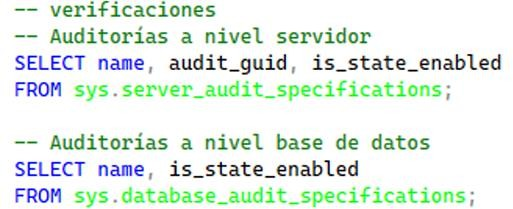 -- verificaciones
-- Auditorías a nivel servidor
SELECT name, audit_guid, is_state_enabled
FROM sys.server_audit_specifications;
-- Auditorías a nivel base de datos
SELECT name, is_state_enabled
FROM sys.database_audit_specifications;